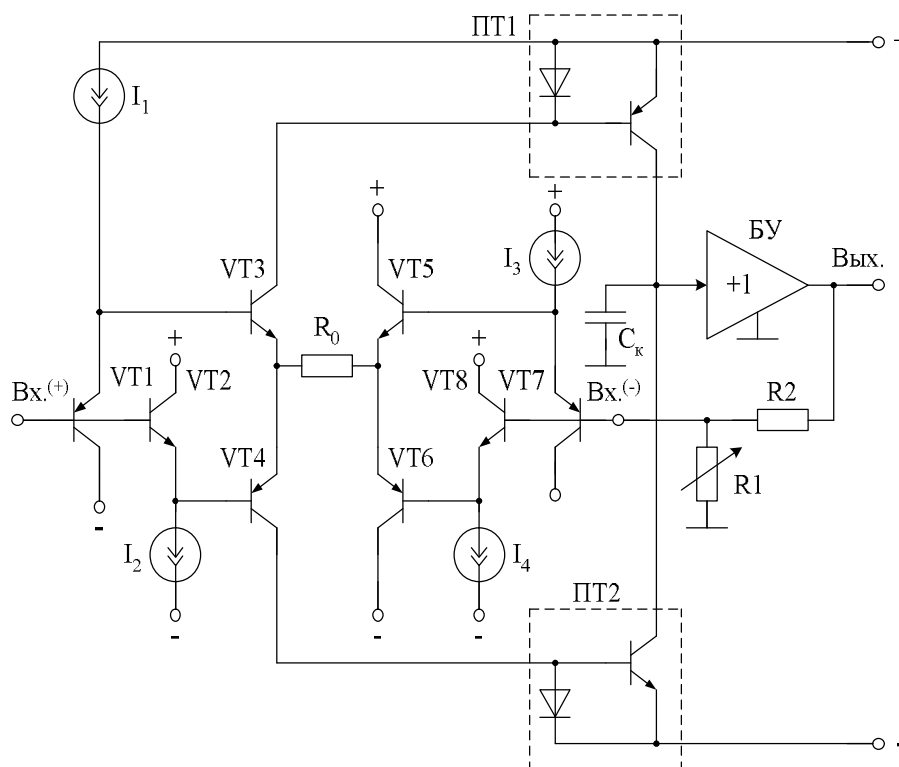 ПТ1
-
I₁
+
+
БУ
I₃
Вых.
VT3
VT5
+1
R₀
Cк
+
+
Вх.(+)
VT1
VT2
VT8
VT7
Вх.(-)
R2
VT4
VT6
R1
-
I₂
I₄
ПТ2
-
-
-
-